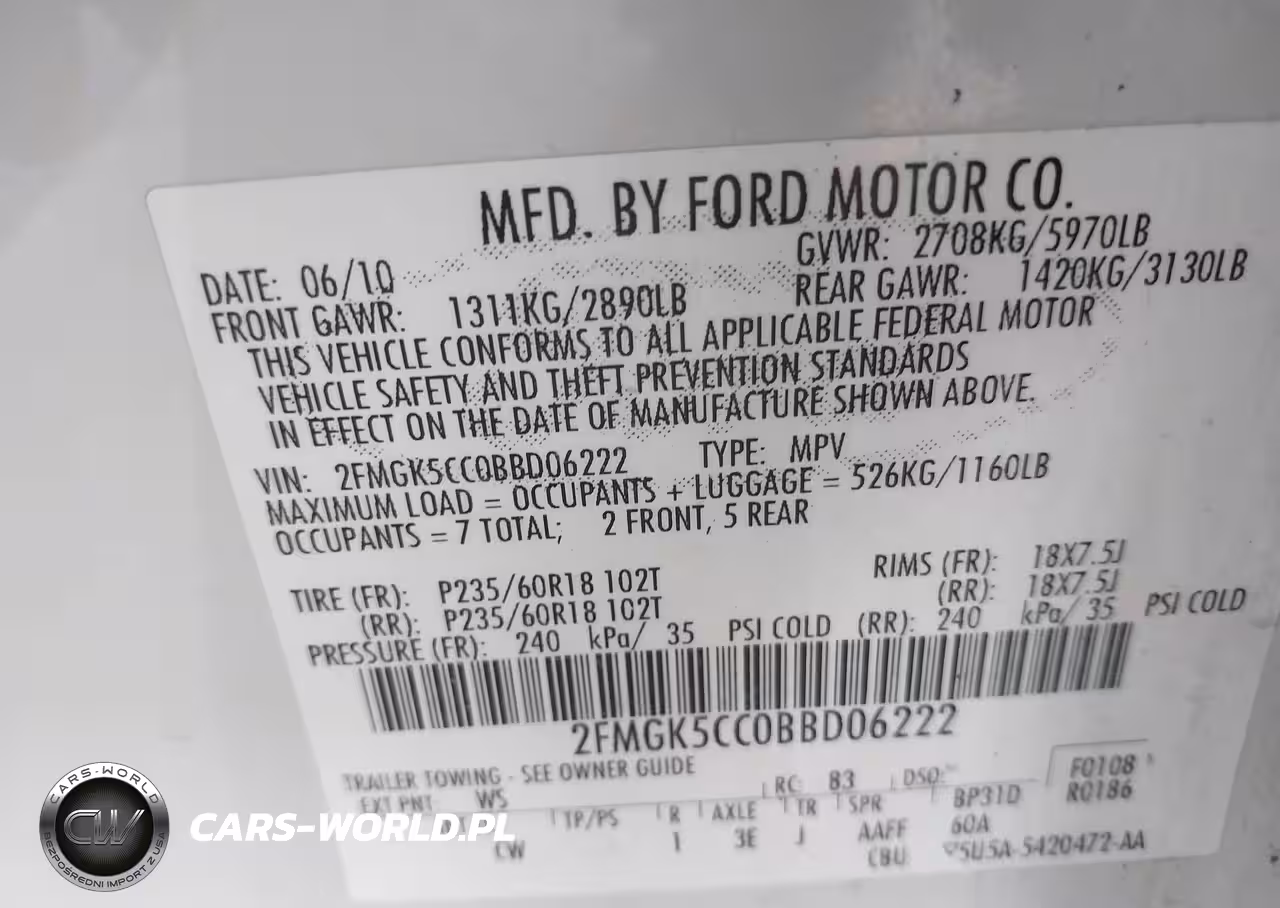 MFD. BY FORD MOTOR CO.
DATE: 06/10 GVWR: 2708KG/5970LB
FRONT GAWR: 1311KG/2890LB REAR GAWR: 1420KG/3130LB
THIS VEHICLE CONFORMS TO ALL APPLICABLE FEDERAL MOTOR
VEHICLE SAFETY AND THEFT PREVENTION STANDARDS
IN EFFECT ON THE DATE OF MANUFACTURE SHOWN ABOVE.
VIN: 2FMGK5CC0BBD06222 TYPE: MPV
MAXIMUM LOAD = OCCUPANTS + LUGGAGE = 526KG/1160LB
OCCUPANTS = 7 TOTAL; 2 FRONT, 5 REAR
TIRE (FR): P235/60R18 102T RIMS (FR): 18X7.5J
(RR): P235/60R18 102T (RR): 18X7.5J
PRESSURE (FR): 240 kPa/ 35 PSI COLD (RR): 240 kPa/ 35 PSI COLD
2FMGK5CC0BBD06222
TRAILER TOWING - SEE OWNER GUIDE
EXT PNT: WS RC: 83 DSO: F0108
R0186
TP/PS R AXLE TR SPR BP31D
CW 1 3E J AAFF 60A
CBU 5U5A-5420472-AA
CARS-WORLD
CW
BEZPOŚREDNI IMPORT Z USA
CARS-WORLD.PL